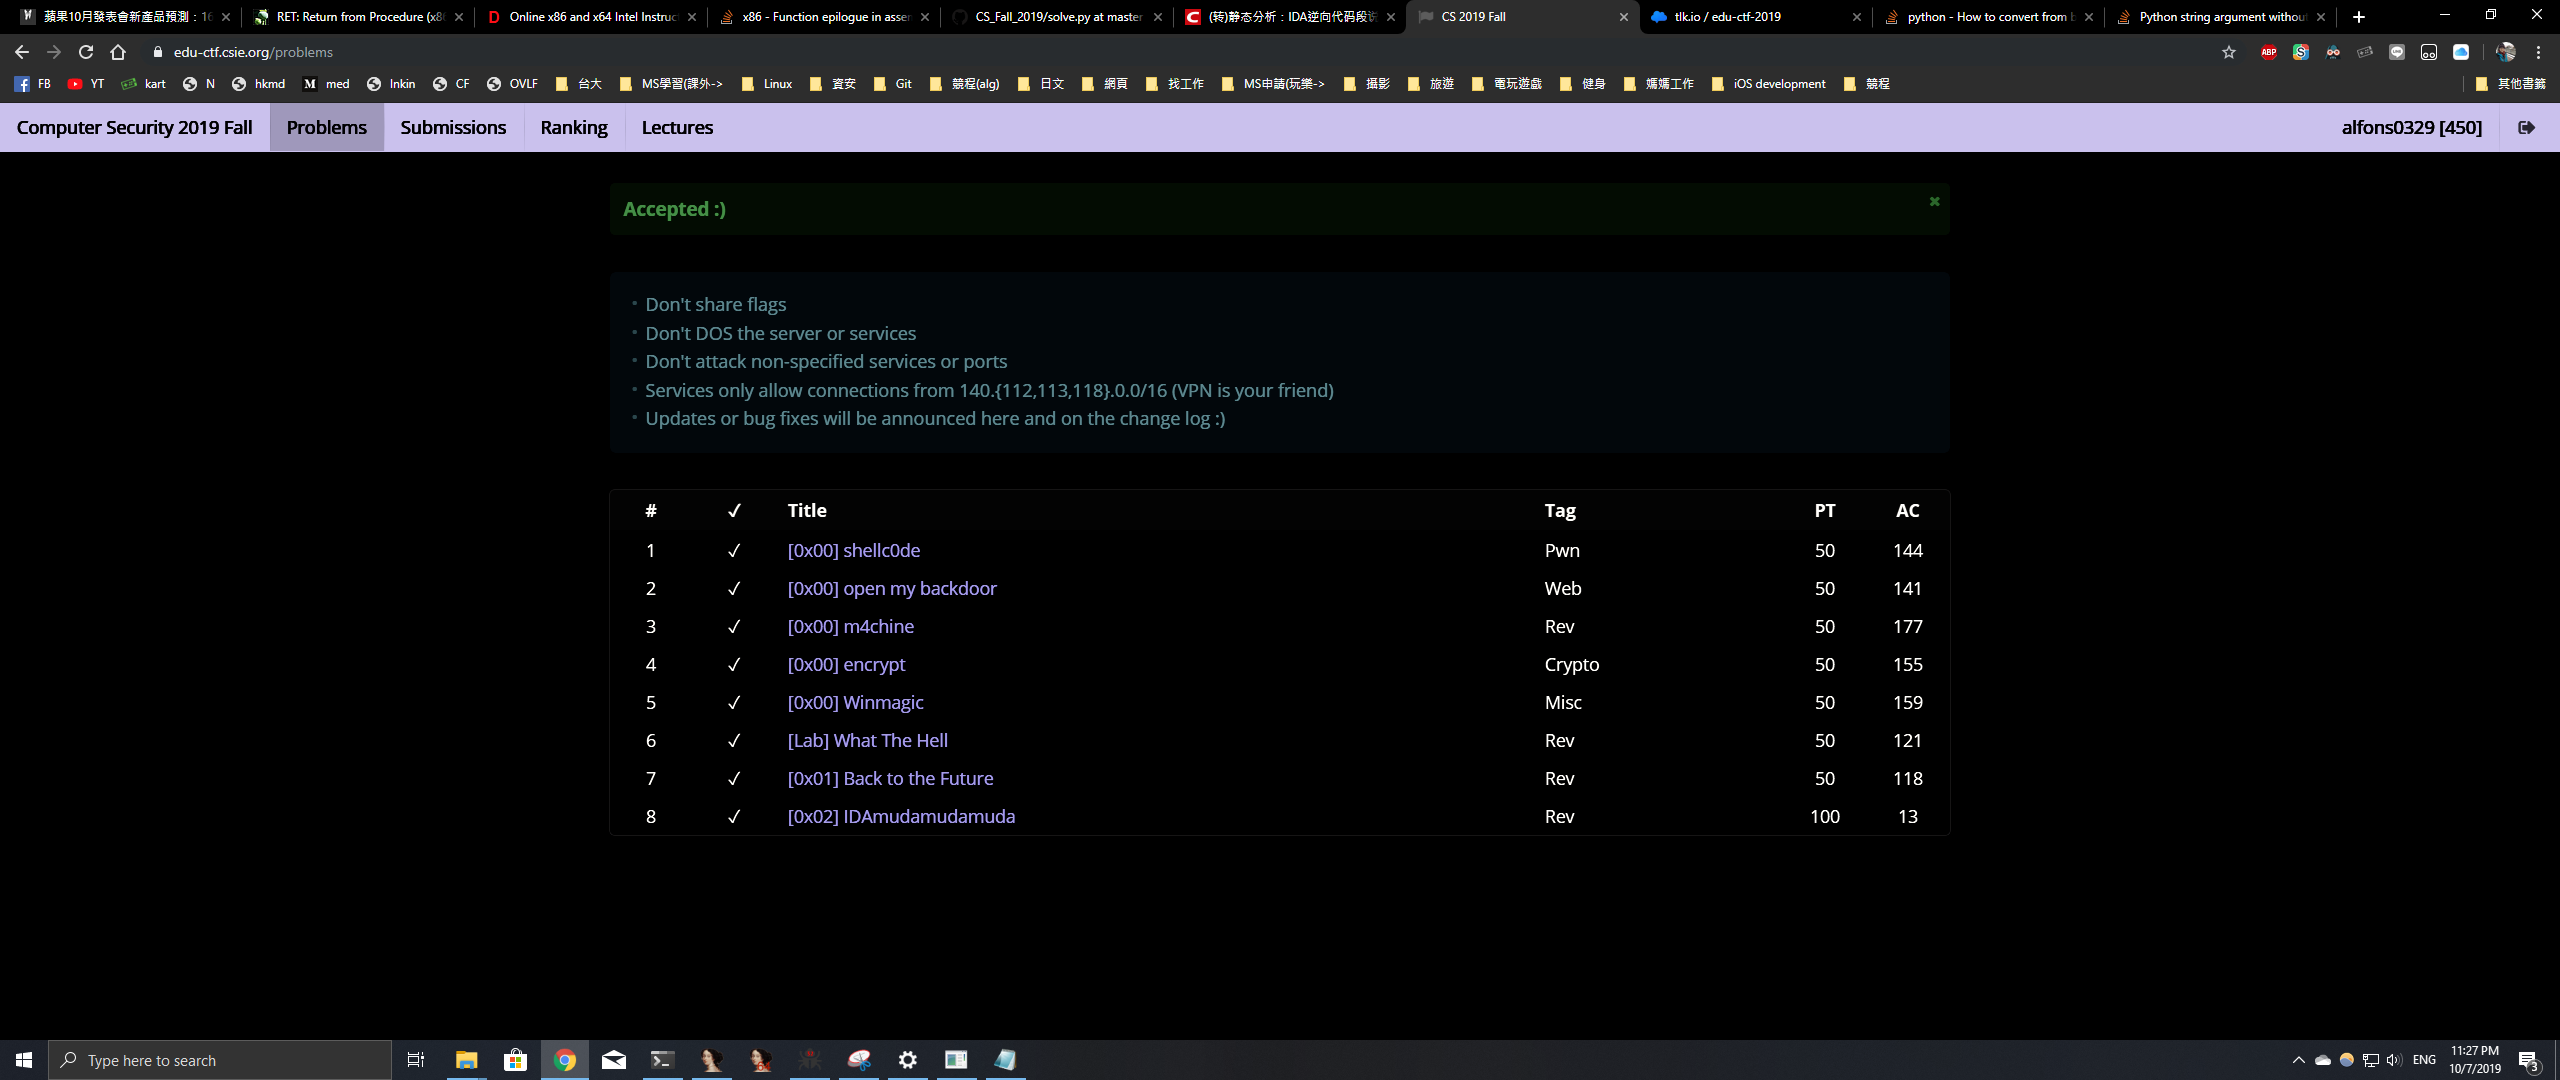 蘋果10月發表會新產品預測：16
RET: Return from Procedure (x86
Online x86 and x64 Intel Instruct
x86 - Function epilogue in assem
CS_Fall_2019/solve.py at master
(转)静态分析：IDA逆向代码段说
CS 2019 Fall
tlk.io / edu-ctf-2019
python - How to convert from b
Python string argument without
edu-ctf.csie.org/problems
FB YT kart N hkmd med lnkin CF OVLF 台大 MS學習(課外-> Linux 資安 Git 競程(alg) 日文 網頁 找工作 MS申請(玩樂-> 攝影 旅遊 電玩遊戲 健身 媽媽工作 iOS development 競程 其他書籤
Computer Security 2019 Fall Problems Submissions Ranking Lectures alfons0329 [450]
Accepted :)
Don't share flags
Don't DOS the server or services
Don't attack non-specified services or ports
Services only allow connections from 140.{112,113,118}.0.0/16 (VPN is your friend)
Updates or bug fixes will be announced here and on the change log :)
# ✓ Title Tag PT AC
1 ✓ [0x00] shellc0de Pwn 50 144
2 ✓ [0x00] open my backdoor Web 50 141
3 ✓ [0x00] m4chine Rev 50 177
4 ✓ [0x00] encrypt Crypto 50 155
5 ✓ [0x00] Winmagic Misc 50 159
6 ✓ [Lab] What The Hell Rev 50 121
7 ✓ [0x01] Back to the Future Rev 50 118
8 ✓ [0x02] IDAmudamudamuda Rev 100 13
Type here to search
ENG
11:27 PM
10/7/2019
3